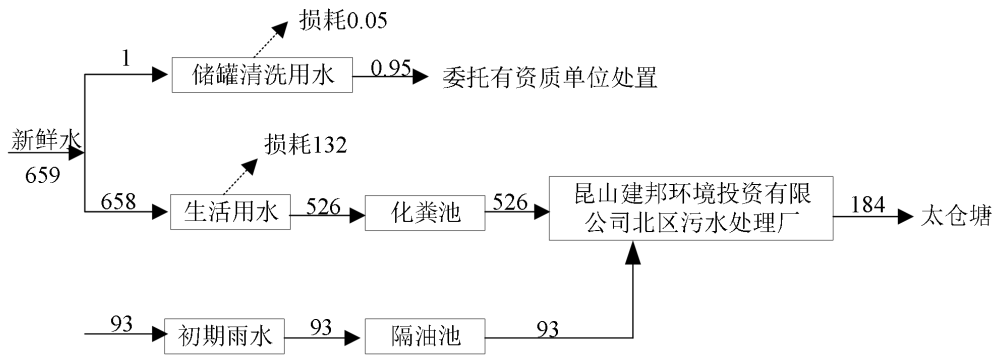 损耗0.05
1
储罐清洗用水
0.95
委托有资质单位处置
新鲜水
659
损耗132
658
生活用水
526
化粪池
526
昆山建邦环境投资有限
公司北区污水处理厂
184
太仓塘
93
初期雨水
93
隔油池
93